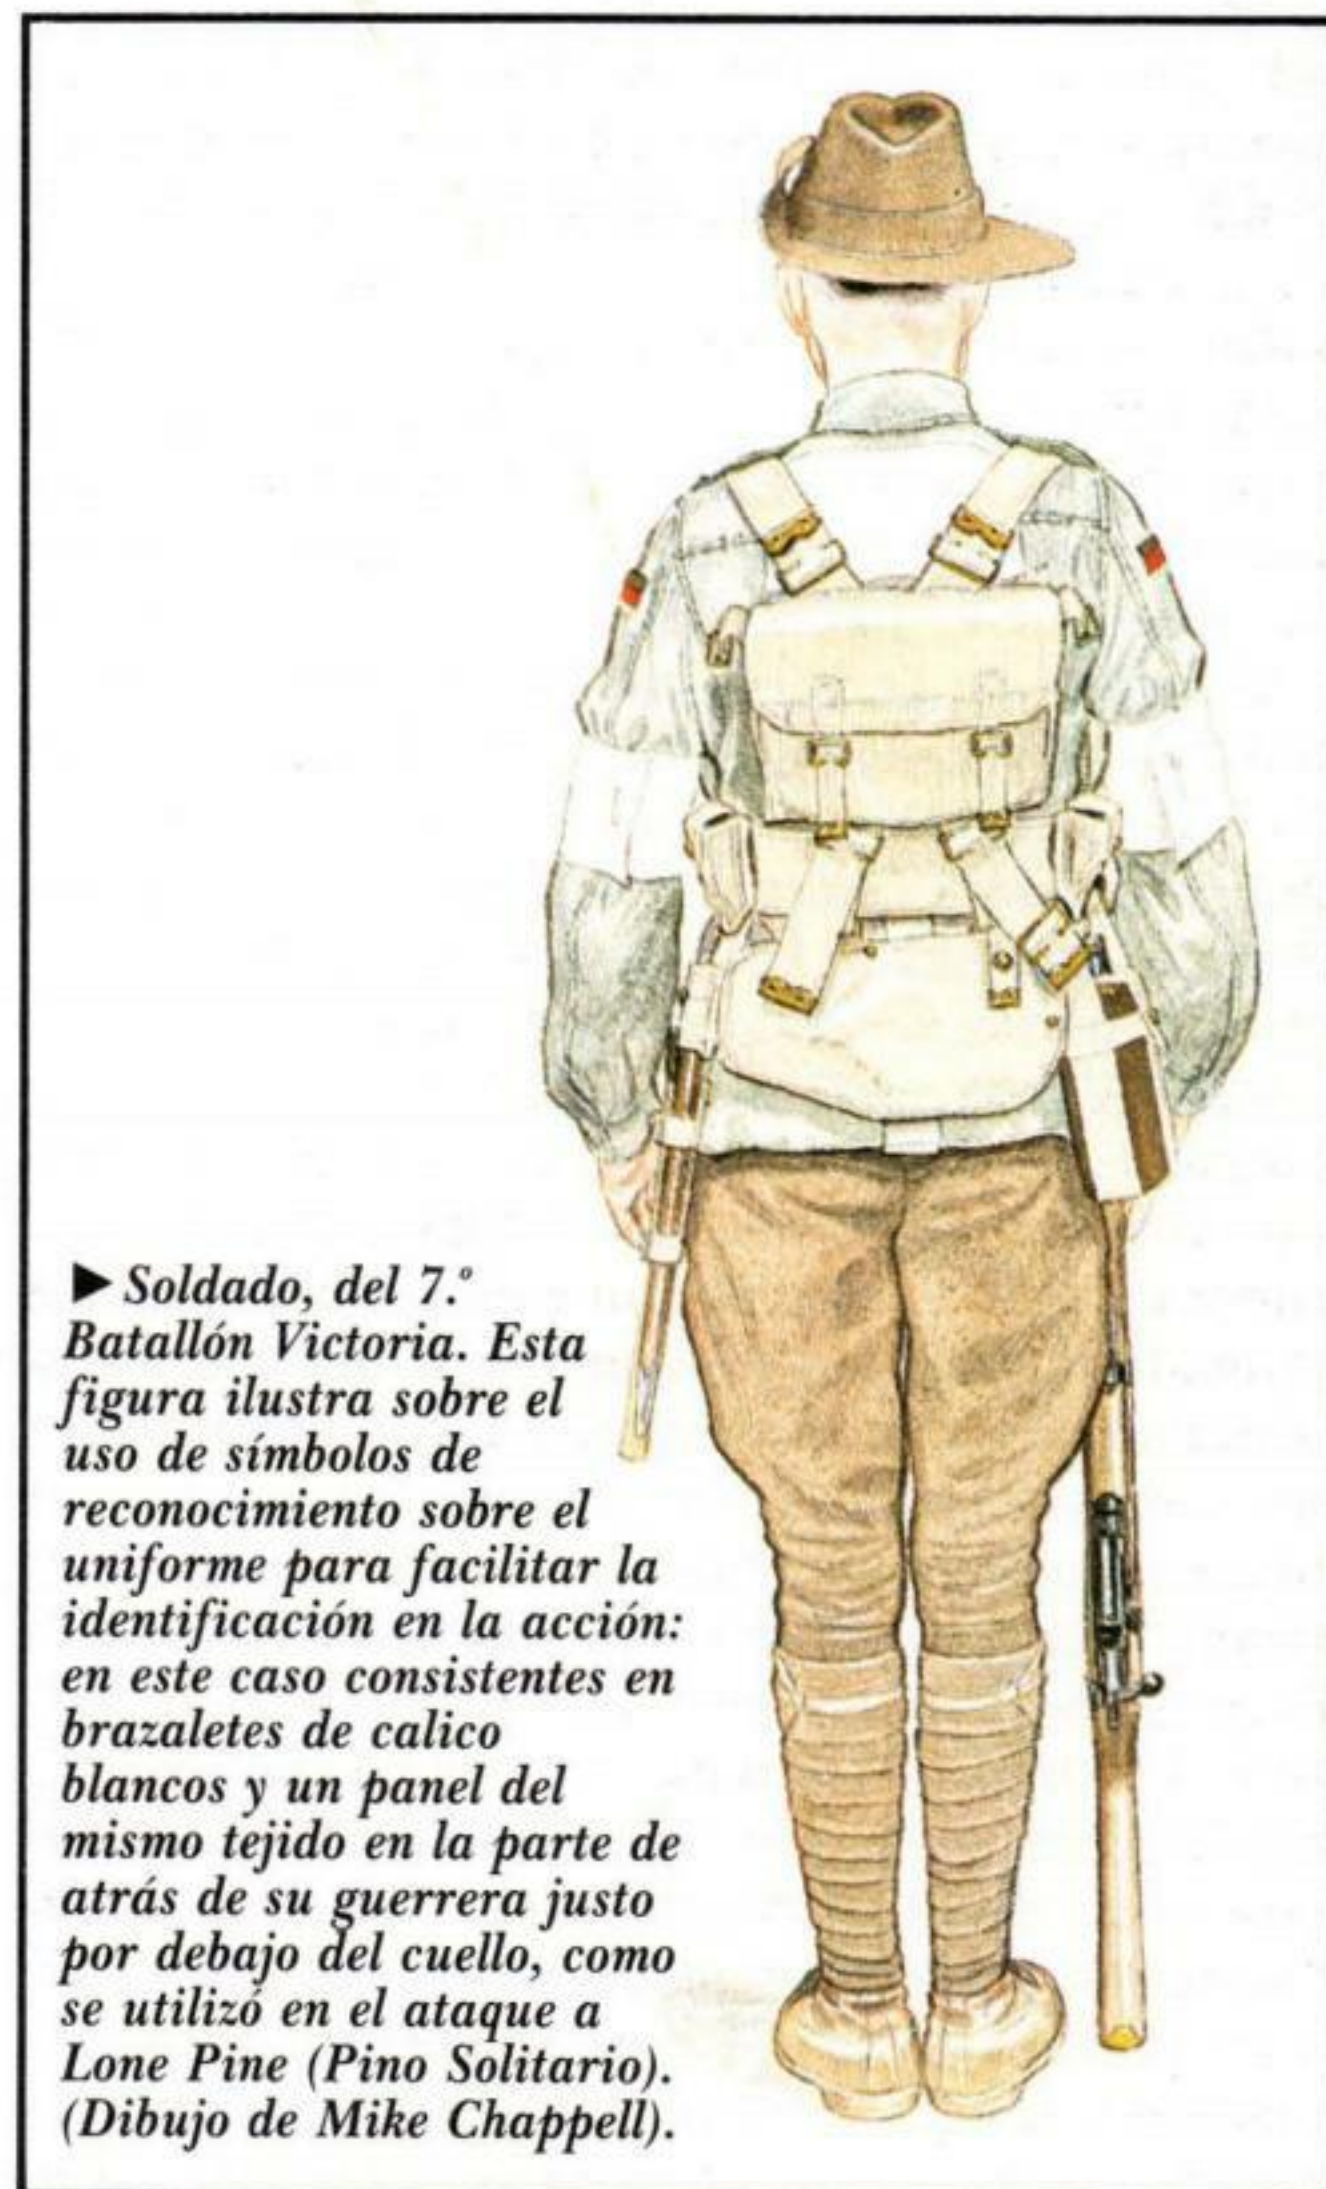 ▶ Soldado, del 7.º
Batallón Victoria. Esta
figura ilustra sobre el
uso de símbolos de
reconocimiento sobre el
uniforme para facilitar la
identificación en la acción:
en este caso consistentes en
brazaletes de calico
blancos y un panel del
mismo tejido en la parte de
atrás de su guerrera justo
por debajo del cuello, como
se utilizó en el ataque a
Lone Pine (Pino Solitario).
(Dibujo de Mike Chappell).